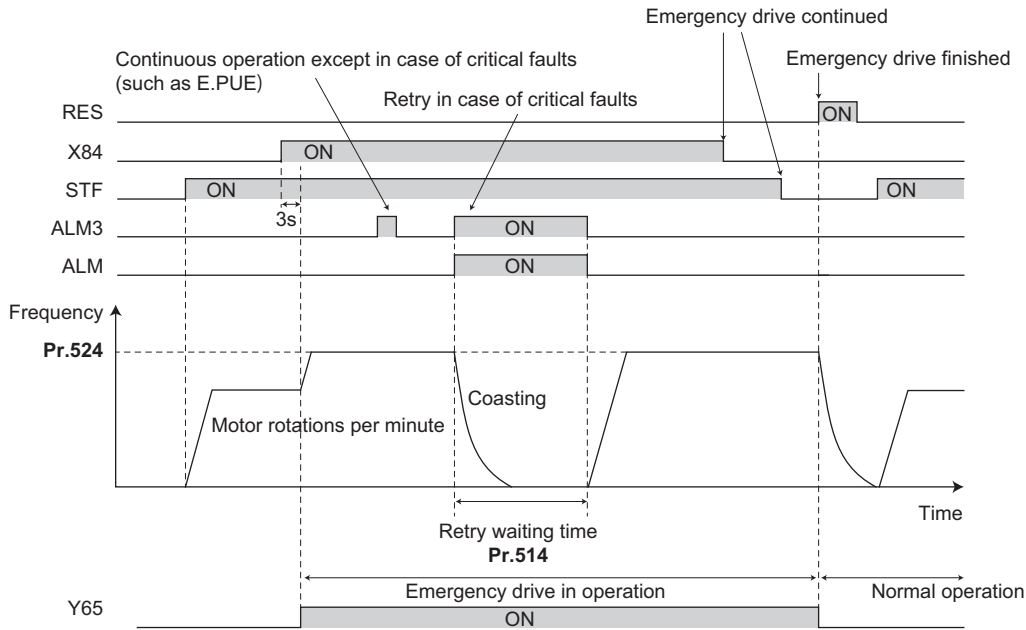 Emergency drive continued
Continuous operation except in case of critical faults
(such as E.PUE)
Emergency drive finished
Retry in case of critical faults
RES
ON
X84
ON
STF
ON
ON
3s
ALM3
ON
ALM
ON
Frequency
Pr.524
Coasting
Motor rotations per minute
Time
Retry waiting time
Pr.514
Emergency drive in operation
Normal operation
Y65
ON